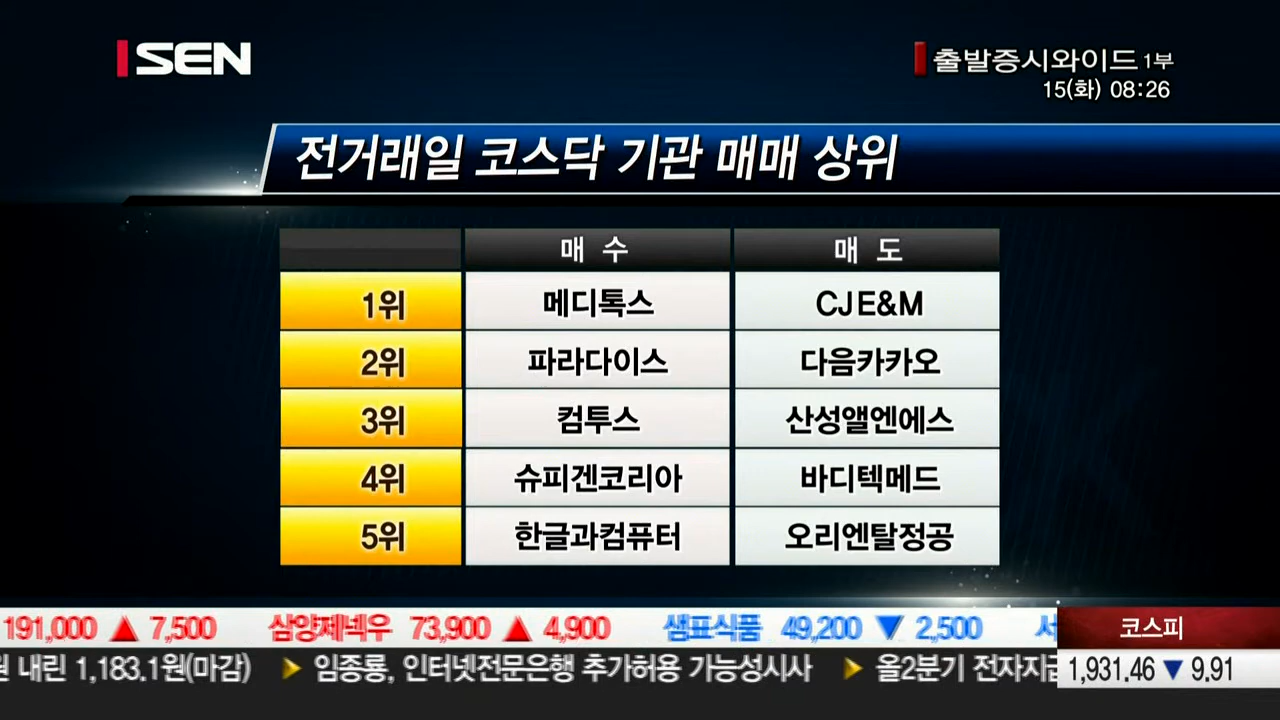 SEN
출발증시와이드 1부
15(화) 08:26
전거래일 코스닥 기관 매매 상위
매 수 매 도
1위 메디톡스 CJE&M
2위 파라다이스 다음카카오
3위 컴투스 산성앨엔에스
4위 슈피겐코리아 바디텍메드
5위 한글과컴퓨터 오리엔탈정공
191,000 ▲ 7,500 삼양제넥우 73,900 ▲ 4,900 샘표식품 49,200 ▼ 2,500
코스피
내린 1,183.1원(마감) ▶ 임종룡, 인터넷전문은행 추가허용 가능성시사 ▶ 올2분기 전자지급
1,931.46 ▼ 9.91